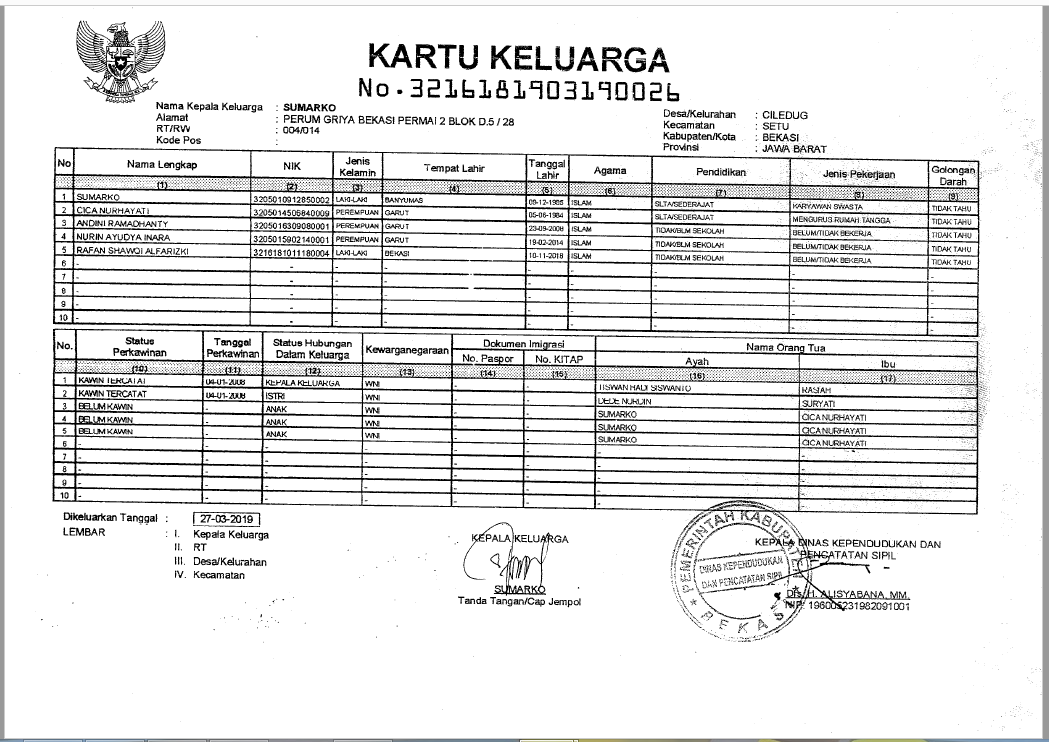 KARTU KELUARGA
No. 3216181903190026
Nama Kepala Keluarga : SUMARKO
Alamat : PERUM GRIYA BEKASI PERMAI 2 BLOK D.5 / 28
RT/RW : 004/014
Kode Pos :
Desa/Kelurahan : CILEDUG
Kecamatan : SETU
Kabupaten/Kota : BEKASI
Provinsi : JAWA BARAT
No Nama Lengkap NIK Jenis Kelamin Tempat Lahir Tanggal Lahir Agama Pendidikan Jenis Pekerjaan Golongan Darah
(1) (2) (3) (4) (5) (6) (7) (8) (9)
1 SUMARKO 3205010912850002 LAKI-LAKI BANYUMAS 09-12-1985 ISLAM SLTA/SEDERAJAT KARYAWAN SWASTA TIDAK TAHU
2 CICA NURHAYATI 3205014506840009 PEREMPUAN GARUT 05-06-1984 ISLAM SLTA/SEDERAJAT MENGURUS RUMAH TANGGA TIDAK TAHU
3 ANDINI RAMADHANTY 3205016309080001 PEREMPUAN GARUT 23-09-2008 ISLAM TIDAK/BLM SEKOLAH BELUM/TIDAK BEKERJA TIDAK TAHU
4 NURIN AYUDYA INARA 3205015902140001 PEREMPUAN GARUT 19-02-2014 ISLAM TIDAK/BLM SEKOLAH BELUM/TIDAK BEKERJA TIDAK TAHU
5 RAFAN SHAWQI ALFARIZKI 3216181011180004 LAKI-LAKI BEKASI 10-11-2018 ISLAM TIDAK/BLM SEKOLAH BELUM/TIDAK BEKERJA TIDAK TAHU
6 - - - - - - - - -
7 - - - - - - - - -
8 - - - - - - - - -
9 - - - - - - - - -
10 - - - - - - - - -
No. Status Perkawinan Tanggal Perkawinan Status Hubungan Dalam Keluarga Kewarganegaraan Dokumen Imigrasi Nama Orang Tua
No. Paspor No. KITAP Ayah Ibu
(10) (11) (12) (13) (14) (15) (16) (17)
1 KAWIN TERCATAT 04-01-2008 KEPALA KELUARGA WNI - - TISWAN HADI SISWANTO RASIAH
2 KAWIN TERCATAT 04-01-2008 ISTRI WNI - - DEDE NURDIN SURYATI
3 BELUM KAWIN - ANAK WNI - - SUMARKO CICA NURHAYATI
4 BELUM KAWIN - ANAK WNI - - SUMARKO CICA NURHAYATI
5 BELUM KAWIN - ANAK WNI - - SUMARKO CICA NURHAYATI
6 - - - - - - - -
7 - - - - - - - -
8 - - - - - - - -
9 - - - - - - - -
10 - - - - - - - -
Dikeluarkan Tanggal : 27-03-2019
LEMBAR : I. Kepala Keluarga
II. RT
III. Desa/Kelurahan
IV. Kecamatan
KEPALA KELUARGA
SUMARKO
Tanda Tangan/Cap Jempol
PEMERINTAH KABUPATEN
DINAS KEPENDUDUKAN
DAN PENCATATAN SIPIL
BEKASI
KEPALA DINAS KEPENDUDUKAN DAN
PENCATATAN SIPIL
Drs. H. ALISYABANA, MM.